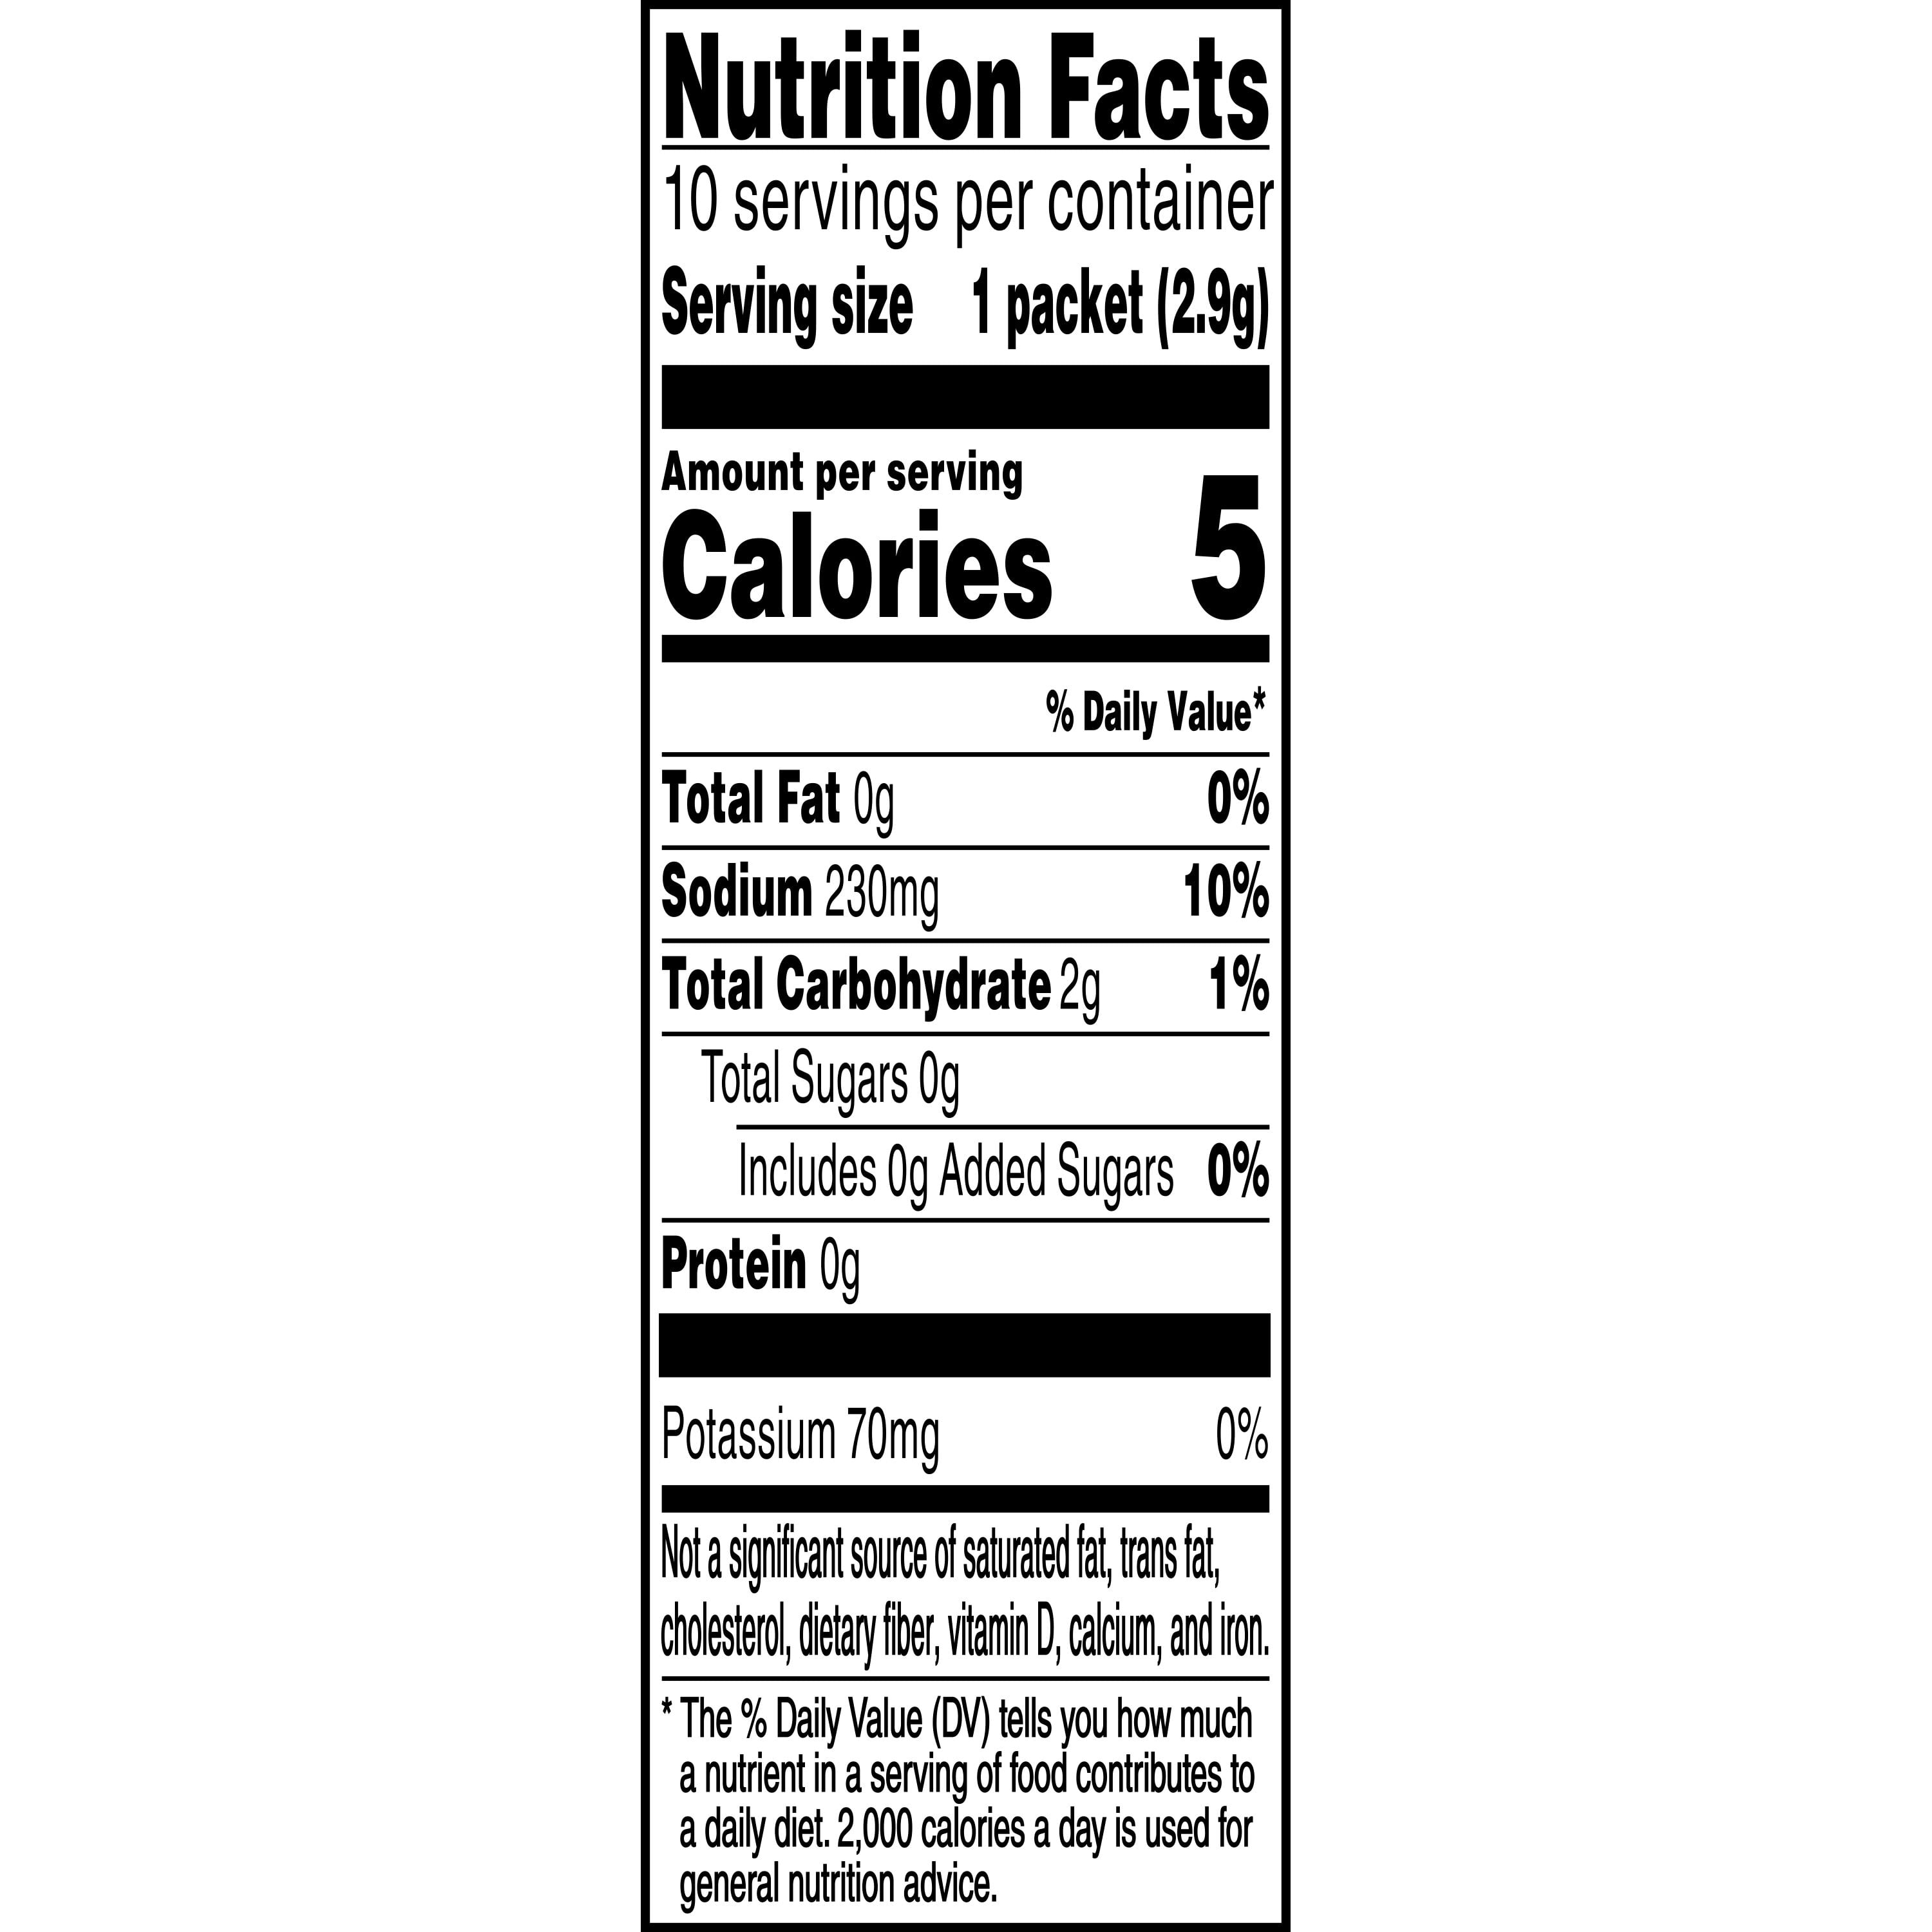 Nutrition Facts
10 servings per container
Serving size 1 packet (2.9g)
Amount per serving
Calories 5
% Daily Value*
Total Fat 0g 0%
Sodium 230mg 10%
Total Carbohydrate 2g 1%
Total Sugars 0g
Includes 0g Added Sugars 0%
Protein 0g
Potassium 70mg 0%
Not a significant source of saturated fat, trans fat,
cholesterol, dietary fiber, vitamin D, calcium, and iron.
* The % Daily Value (DV) tells you how much
a nutrient in a serving of food contributes to
a daily diet. 2,000 calories a day is used for
general nutrition advice.